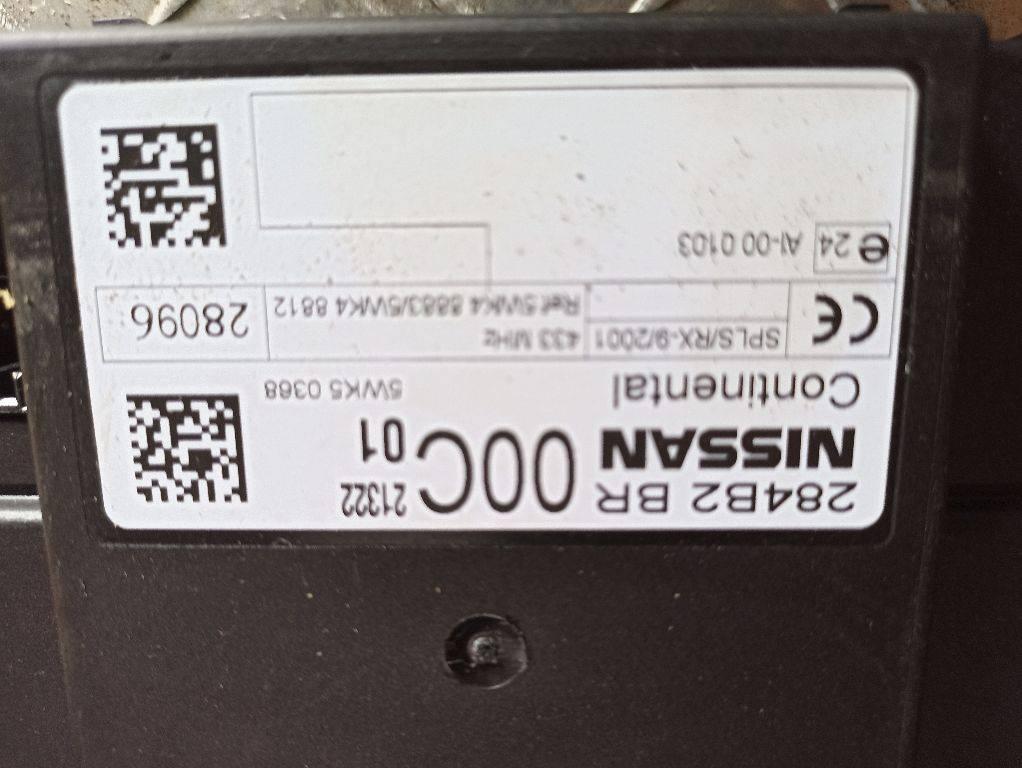 284B2 BR 00C 21322
NISSAN 01
Continental 5WK5 0368
CE SPLS/RX-9/2001 433 MHz 28096
Ref:5WK4 8883/5WK4 8812
e 24 AI-00 0103